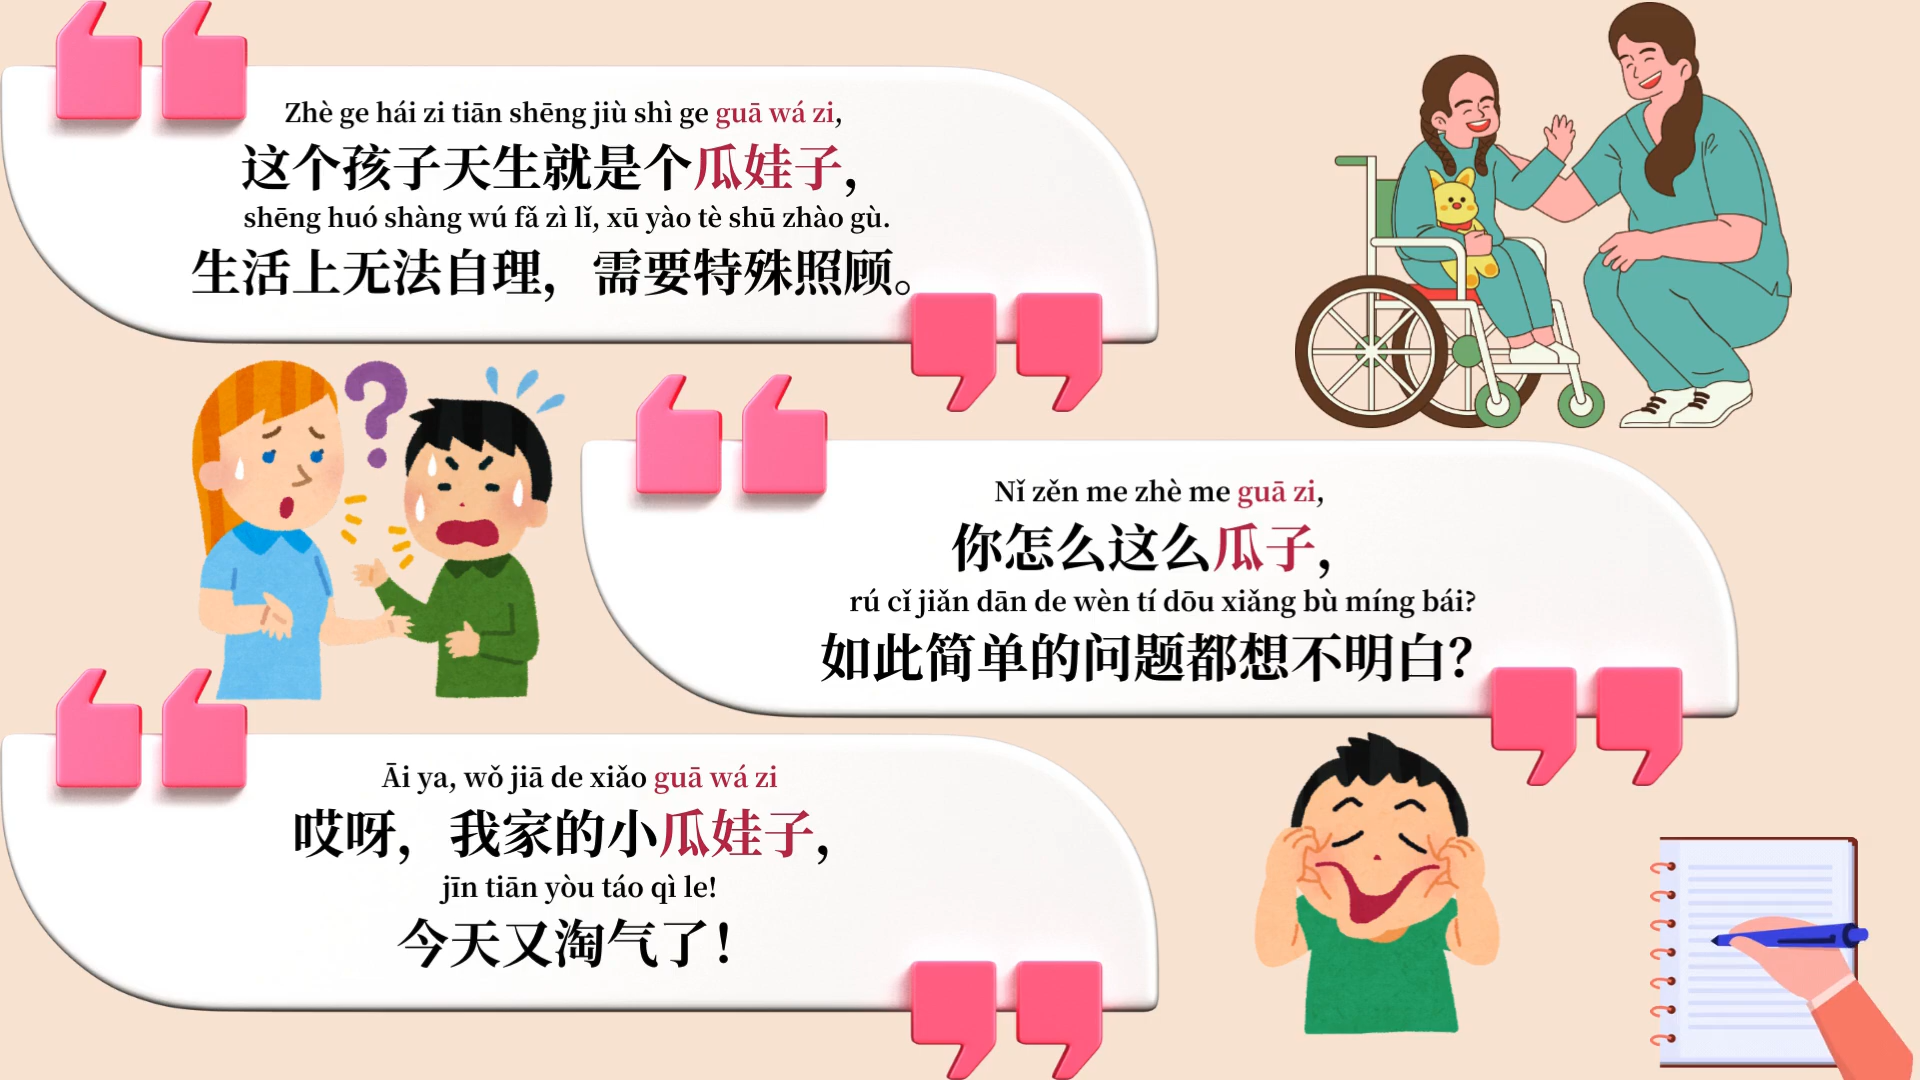 Zhè ge hái zi tiān shēng jiù shì ge guā wá zi,
这个孩子天生就是个瓜娃子，
shēng huó shàng wú fǎ zì lǐ, xū yào tè shū zhào gù.
生活上无法自理，需要特殊照顾。
Nǐ zěn me zhè me guā zi,
你怎么这么瓜子，
rú cǐ jiǎn dān de wèn tí dōu xiǎng bù míng bái?
如此简单的问题都想不明白？
Āi ya, wǒ jiā de xiǎo guā wá zi
哎呀，我家的小瓜娃子，
jīn tiān yòu táo qì le!
今天又淘气了！